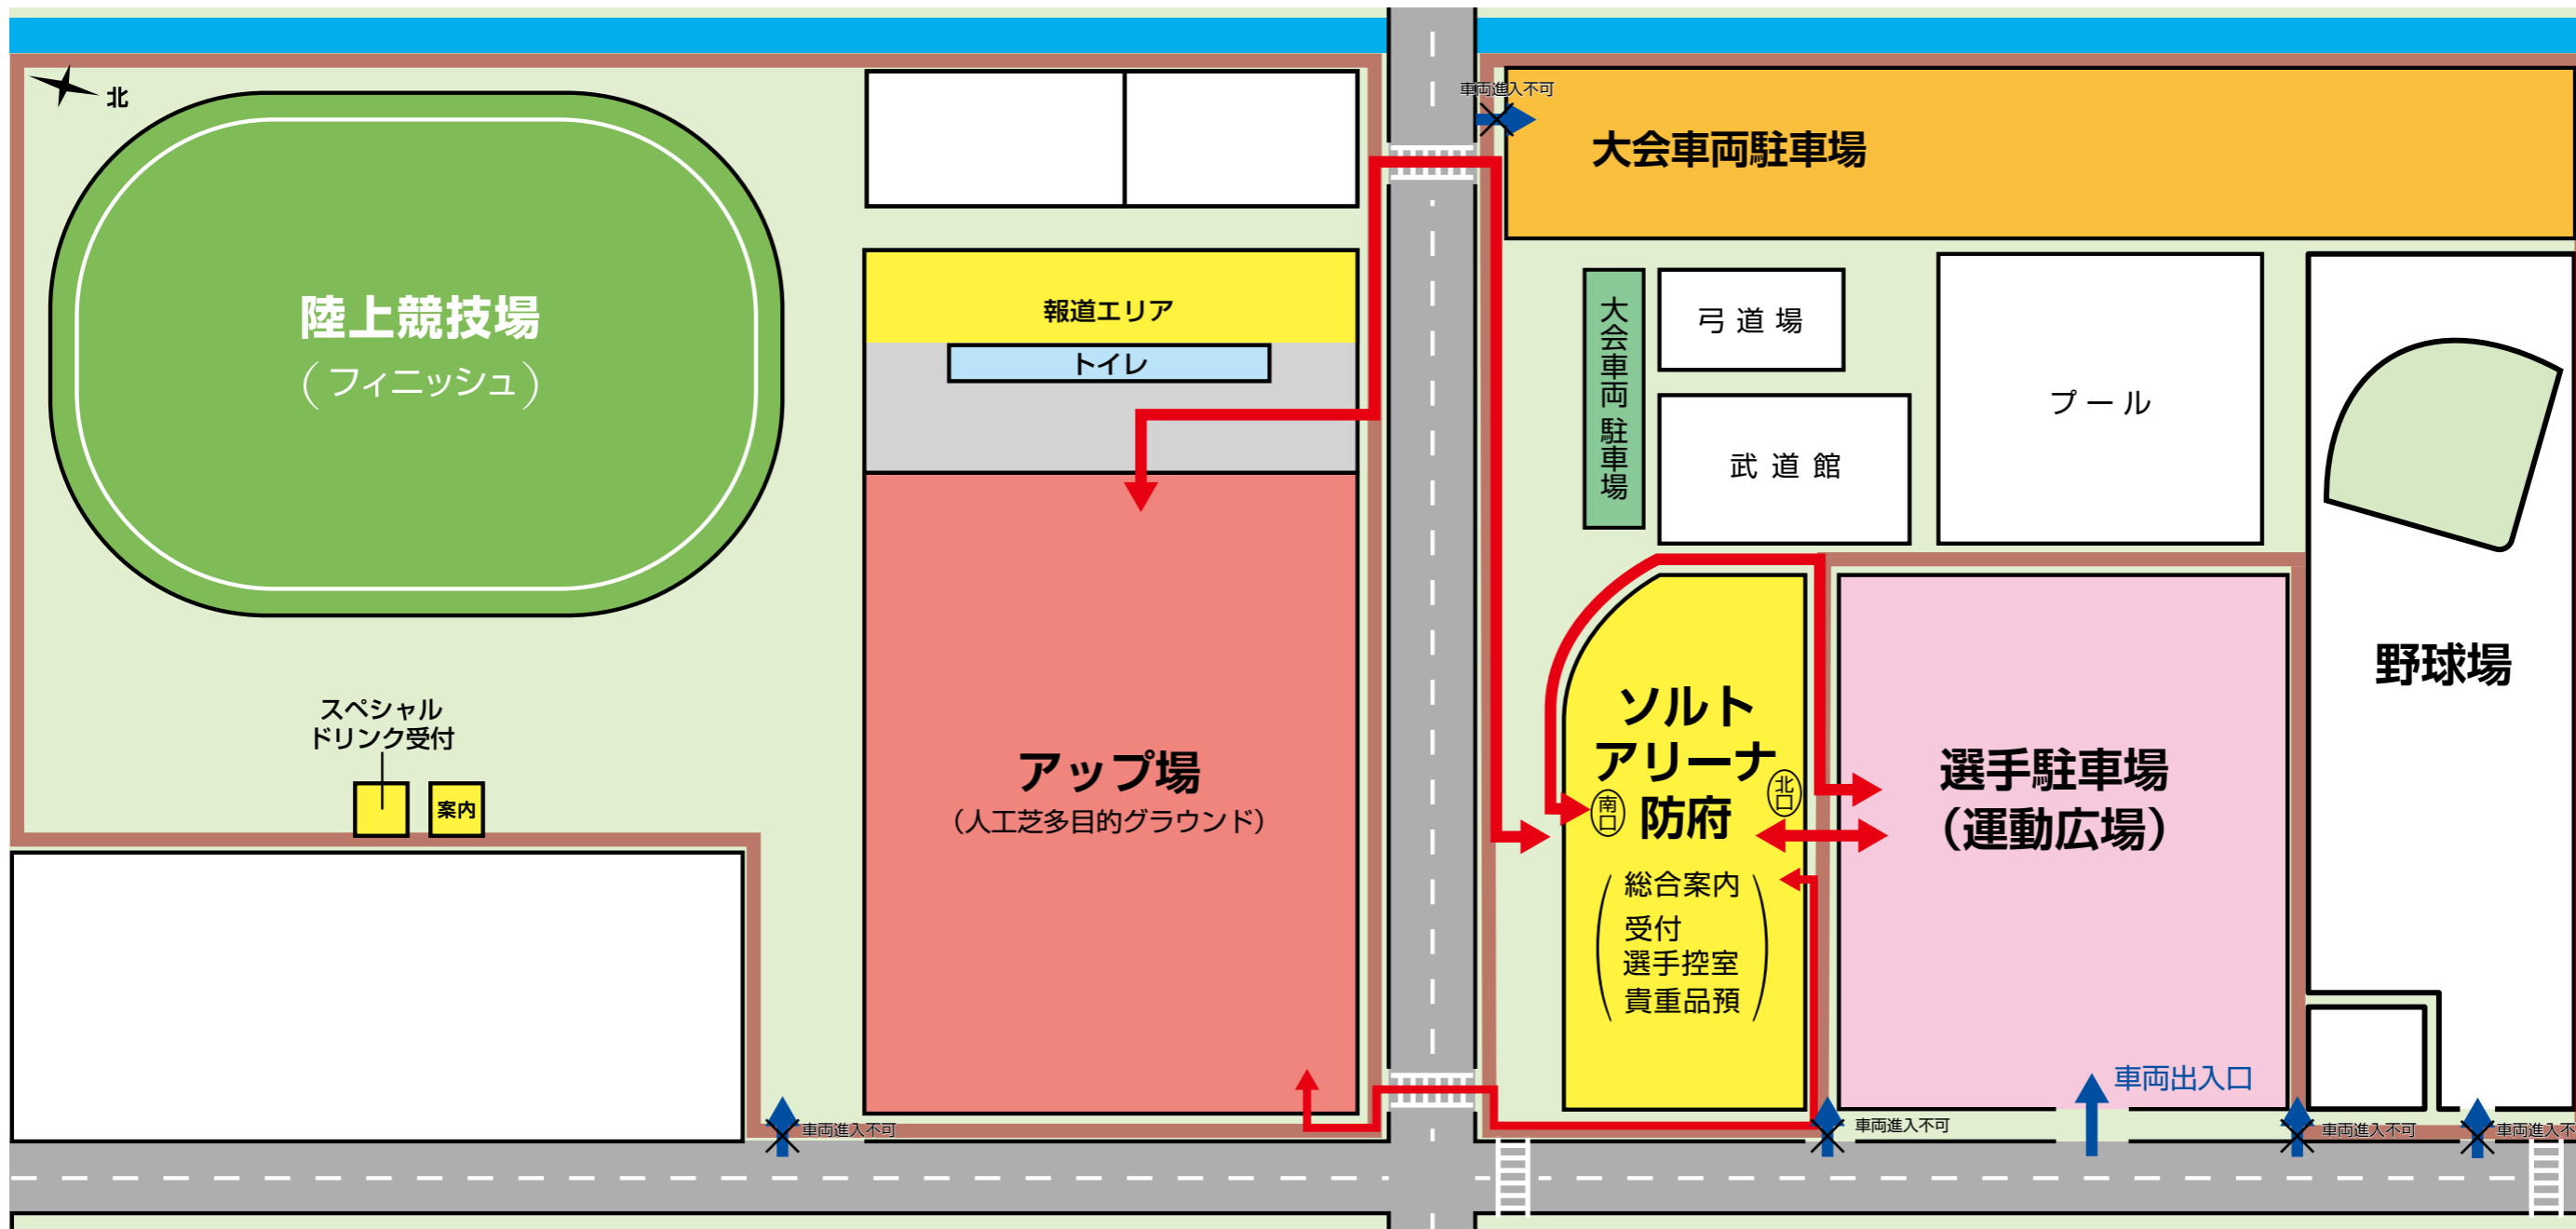 北
車両進入不可
大会車両駐車場
陸上競技場
（フィニッシュ）
報道エリア
トイレ
大会車両駐車場
弓道場
武道館
プール
野球場
スペシャル
ドリンク受付
案内
アップ場
（人工芝多目的グラウンド）
ソルト
アリーナ
防府
南口
北口
総合案内
受付
選手控室
貴重品預
選手駐車場
（運動広場）
車両出入口
車両進入不可
車両進入不可
車両進入不可
車両進入不